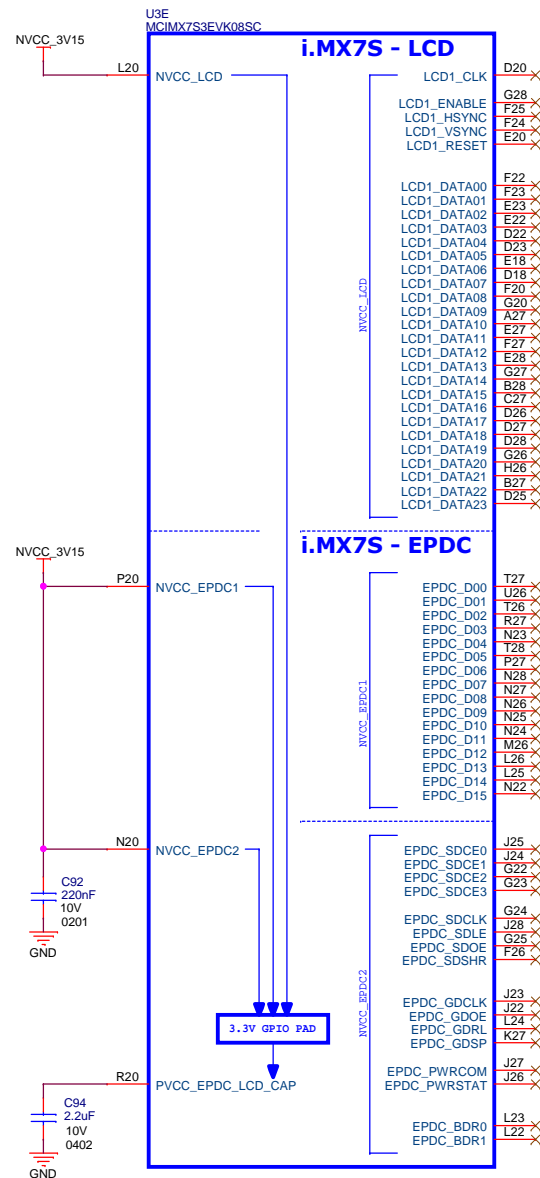 U3E
MCIMX7S3EVK08SC
NVCC_3V15
i.MX7S - LCD
L20 NVCC_LCD
LCD1_CLK D20
LCD1_ENABLE G28
LCD1_HSYNC F25
LCD1_VSYNC F24
LCD1_RESET E20
LCD1_DATA00 F22
LCD1_DATA01 F23
LCD1_DATA02 E23
LCD1_DATA03 E22
LCD1_DATA04 D22
LCD1_DATA05 D23
LCD1_DATA06 E18
LCD1_DATA07 D18
LCD1_DATA08 F20
LCD1_DATA09 G20
LCD1_DATA10 A27
LCD1_DATA11 E27
LCD1_DATA12 F27
LCD1_DATA13 E28
LCD1_DATA14 G27
LCD1_DATA15 B28
LCD1_DATA16 C27
LCD1_DATA17 D26
LCD1_DATA18 D27
LCD1_DATA19 D28
LCD1_DATA20 G26
LCD1_DATA21 H26
LCD1_DATA22 B27
LCD1_DATA23 D25
NVCC_LCD
NVCC_3V15
i.MX7S - EPDC
P20 NVCC_EPDC1
EPDC_D00 T27
EPDC_D01 U26
EPDC_D02 T26
EPDC_D03 R27
EPDC_D04 N23
EPDC_D05 T28
EPDC_D06 P27
EPDC_D07 N28
EPDC_D08 N27
EPDC_D09 N26
EPDC_D10 N25
EPDC_D11 N24
EPDC_D12 M26
EPDC_D13 L26
EPDC_D14 L25
EPDC_D15 N22
NVCC_EPDC1
N20 NVCC_EPDC2
EPDC_SDCE0 J25
EPDC_SDCE1 J24
EPDC_SDCE2 G22
EPDC_SDCE3 G23
EPDC_SDCLK G24
EPDC_SDLE J28
EPDC_SDOE G25
EPDC_SDSHR F26
EPDC_GDCLK J23
EPDC_GDOE J22
EPDC_GDRL L24
EPDC_GDSP K27
EPDC_PWRCOM J27
EPDC_PWRSTAT J26
EPDC_BDR0 L23
EPDC_BDR1 L22
NVCC_EPDC2
C92
220nF
10V
0201
GND
3.3V GPIO PAD
R20 PVCC_EPDC_LCD_CAP
C94
2.2uF
10V
0402
GND